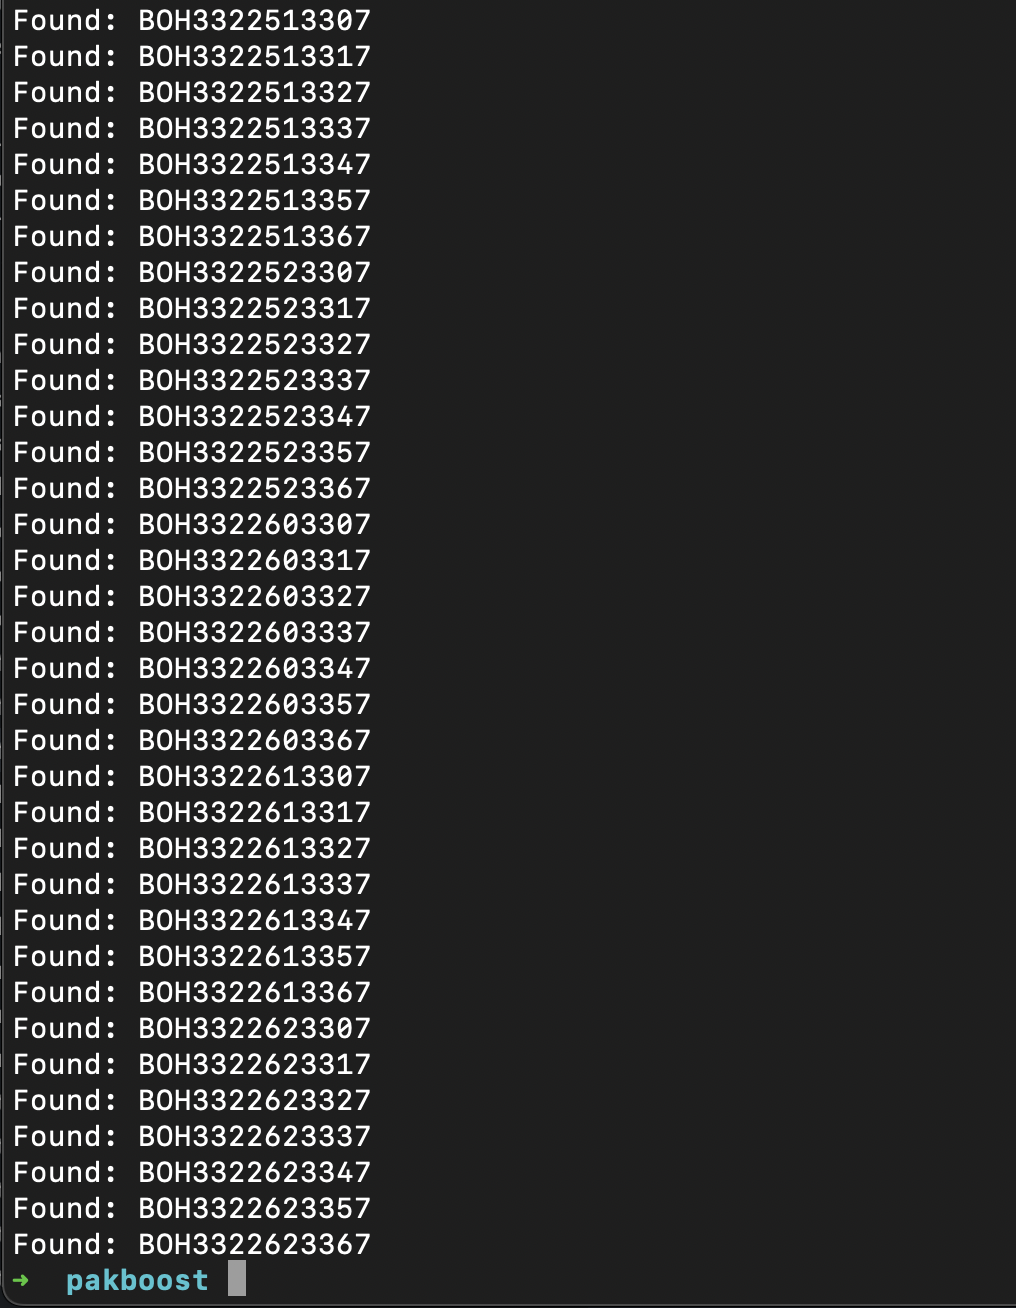 Found: BOH3322513307
Found: BOH3322513317
Found: BOH3322513327
Found: BOH3322513337
Found: BOH3322513347
Found: BOH3322513357
Found: BOH3322513367
Found: BOH3322523307
Found: BOH3322523317
Found: BOH3322523327
Found: BOH3322523337
Found: BOH3322523347
Found: BOH3322523357
Found: BOH3322523367
Found: BOH3322603307
Found: BOH3322603317
Found: BOH3322603327
Found: BOH3322603337
Found: BOH3322603347
Found: BOH3322603357
Found: BOH3322603367
Found: BOH3322613307
Found: BOH3322613317
Found: BOH3322613327
Found: BOH3322613337
Found: BOH3322613347
Found: BOH3322613357
Found: BOH3322613367
Found: BOH3322623307
Found: BOH3322623317
Found: BOH3322623327
Found: BOH3322623337
Found: BOH3322623347
Found: BOH3322623357
Found: BOH3322623367
➜ pakboost